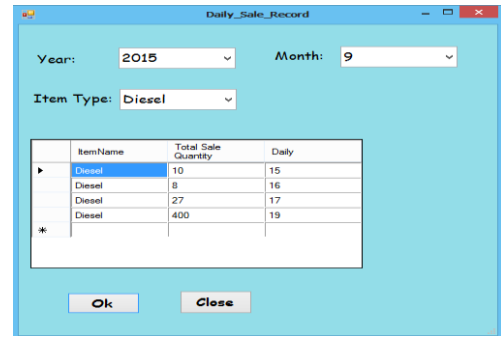 Daily_Sale_Record
Year: 2015 Month: 9
Item Type: Diesel
ItemName Total Sale Quantity Daily
Diesel 10 15
Diesel 8 16
Diesel 27 17
Diesel 400 19
Ok Close